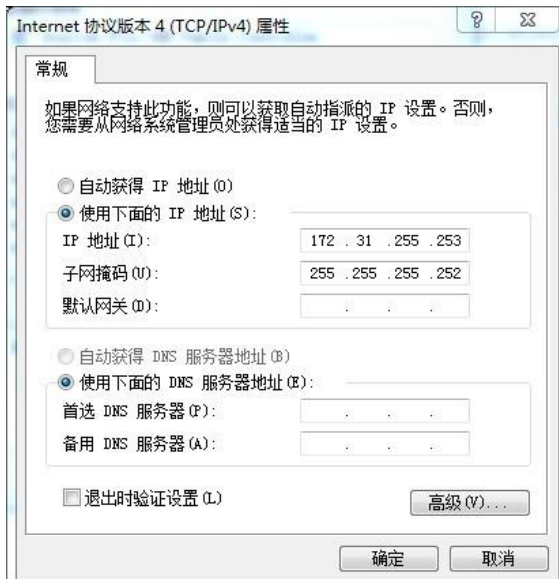 Internet 协议版本 4 (TCP/IPv4) 属性
常规
如果网络支持此功能，则可以获取自动指派的 IP 设置。否则，
您需要从网络系统管理员处获得适当的 IP 设置。
自动获得 IP 地址(O)
使用下面的 IP 地址(S):
IP 地址(I): 172 . 31 . 255 . 253
子网掩码(U): 255 . 255 . 255 . 252
默认网关(D): . . .
自动获得 DNS 服务器地址(B)
使用下面的 DNS 服务器地址(E):
首选 DNS 服务器(P): . . .
备用 DNS 服务器(A): . . .
退出时验证设置(L)
高级(V)...
确定 取消